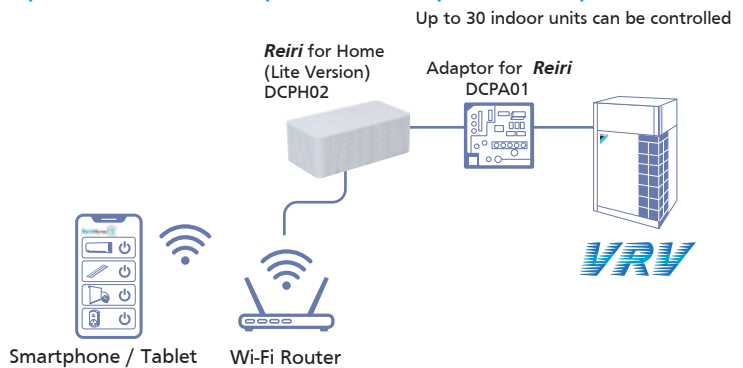 Up to 30 indoor units can be controlled
Reiri for Home
(Lite Version)
DCPH02
Adaptor for Reiri
DCPA01
VRV
Smartphone / Tablet
Wi-Fi Router